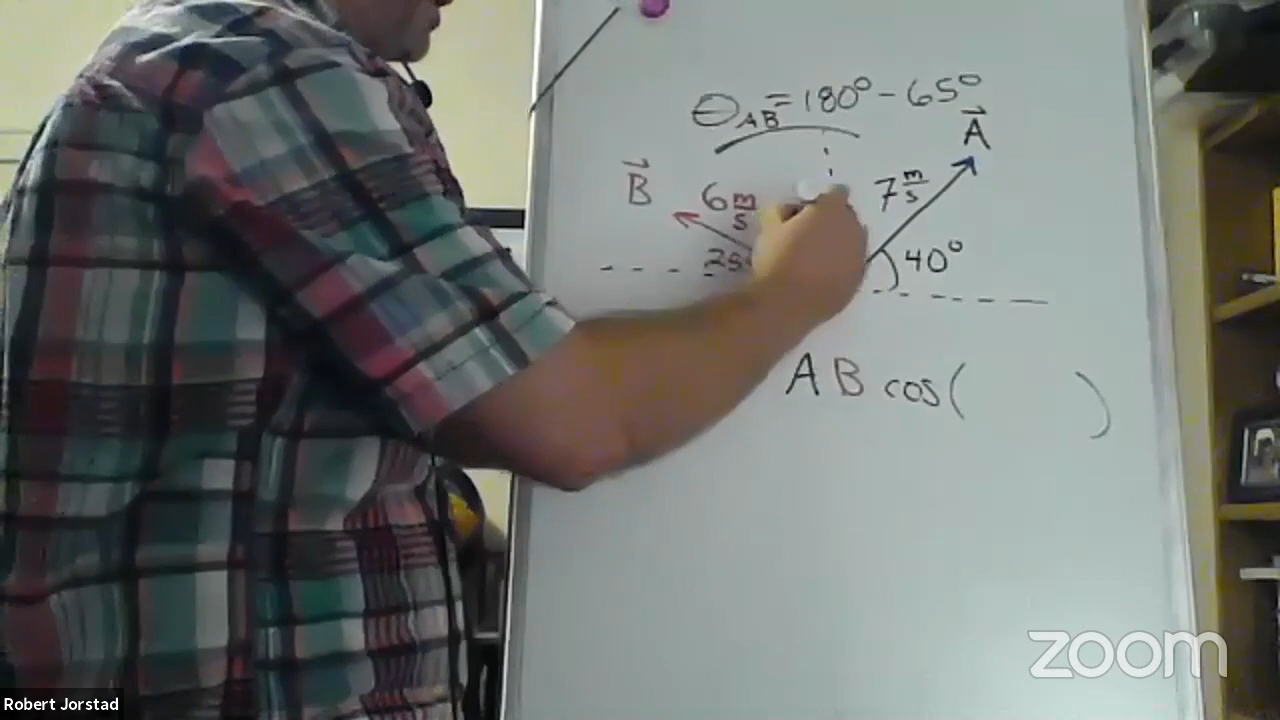 θAB = 180° - 65°
A
B
6 m/s
7 m/s
40°
A B cos( )
Robert Jorstad
zoom